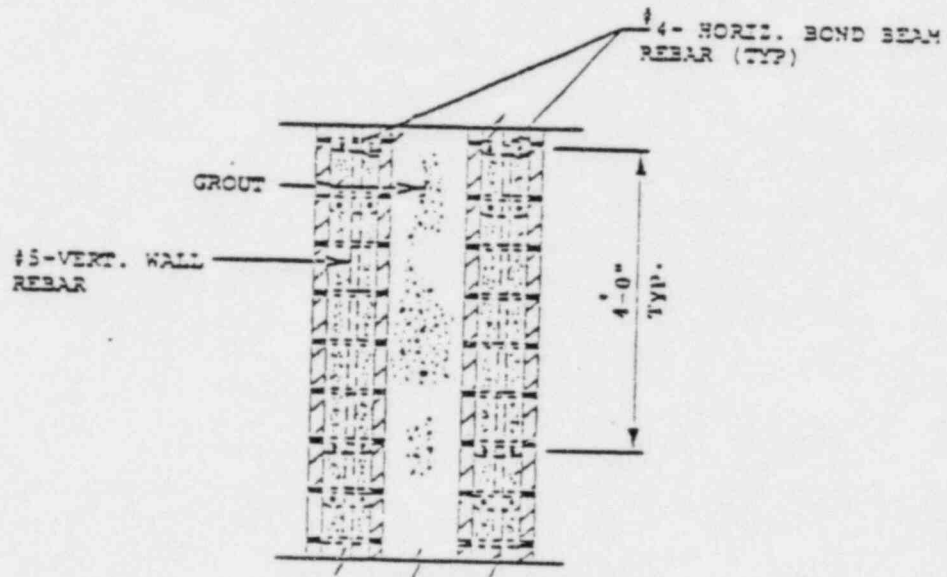 #4- HORIZ. BOND BEAM
REBAR (TYP)
GROUT
#5-VERT. WALL
REBAR
4'-0"
TYP.